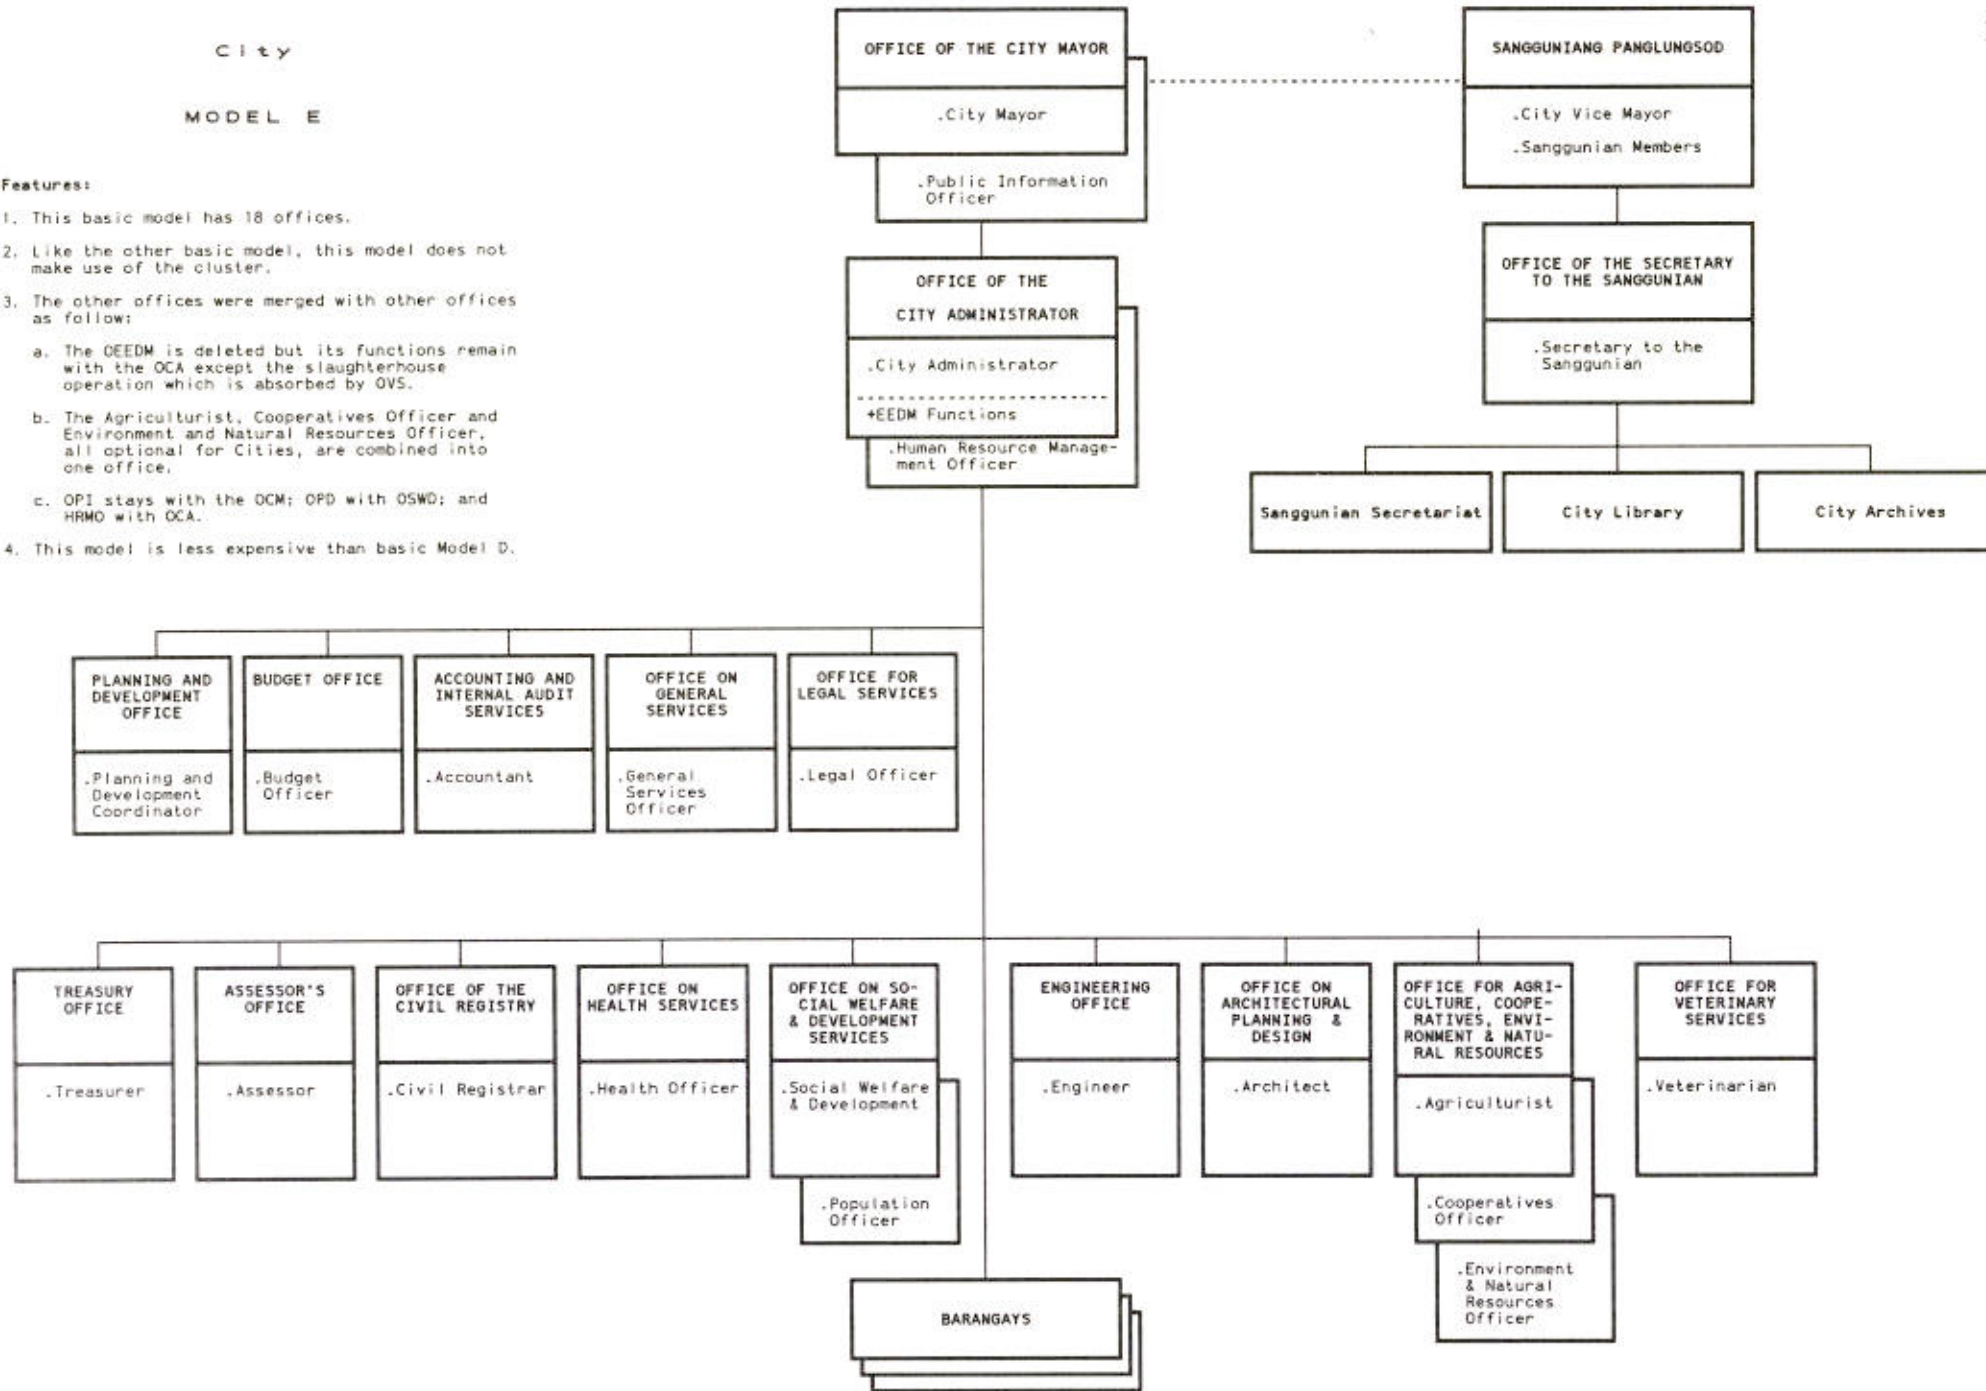 City
MODEL E
Features:
1. This basic model has 18 offices.
2. Like the other basic model, this model does not
make use of the cluster.
3. The other offices were merged with other offices
as follow:
a. The OEEDM is deleted but its functions remain
with the OCA except the slaughterhouse
operation which is absorbed by OVS.
b. The Agriculturist, Cooperatives Officer and
Environment and Natural Resources Officer,
all optional for Cities, are combined into
one office.
c. OPI stays with the OCM; OPD with OSWD; and
HRMO with OCA.
4. This model is less expensive than basic Model D.
OFFICE OF THE CITY MAYOR
.City Mayor
.Public Information
Officer
SANGGUNIANG PANGLUNGSOD
.City Vice Mayor
.Sanggunian Members
OFFICE OF THE
CITY ADMINISTRATOR
.City Administrator
+EEDM Functions
.Human Resource Manage-
ment Officer
OFFICE OF THE SECRETARY
TO THE SANGGUNIAN
.Secretary to the
Sanggunian
Sanggunian Secretariat
City Library
City Archives
PLANNING AND
DEVELOPMENT
OFFICE
.Planning and
Development
Coordinator
BUDGET OFFICE
.Budget
Officer
ACCOUNTING AND
INTERNAL AUDIT
SERVICES
.Accountant
OFFICE ON
GENERAL
SERVICES
.General
Services
Officer
OFFICE FOR
LEGAL SERVICES
.Legal Officer
TREASURY
OFFICE
.Treasurer
ASSESSOR'S
OFFICE
.Assessor
OFFICE OF THE
CIVIL REGISTRY
.Civil Registrar
OFFICE ON
HEALTH SERVICES
.Health Officer
OFFICE ON SO-
CIAL WELFARE
& DEVELOPMENT
SERVICES
.Social Welfare
& Development
.Population
Officer
ENGINEERING
OFFICE
.Engineer
OFFICE ON
ARCHITECTURAL
PLANNING &
DESIGN
.Architect
OFFICE FOR AGRI-
CULTURE, COOPE-
RATIVES, ENVI-
RONMENT & NATU-
RAL RESOURCES
.Agriculturist
.Cooperatives
Officer
.Environment
& Natural
Resources
Officer
OFFICE FOR
VETERINARY
SERVICES
.Veterinarian
BARANGAYS